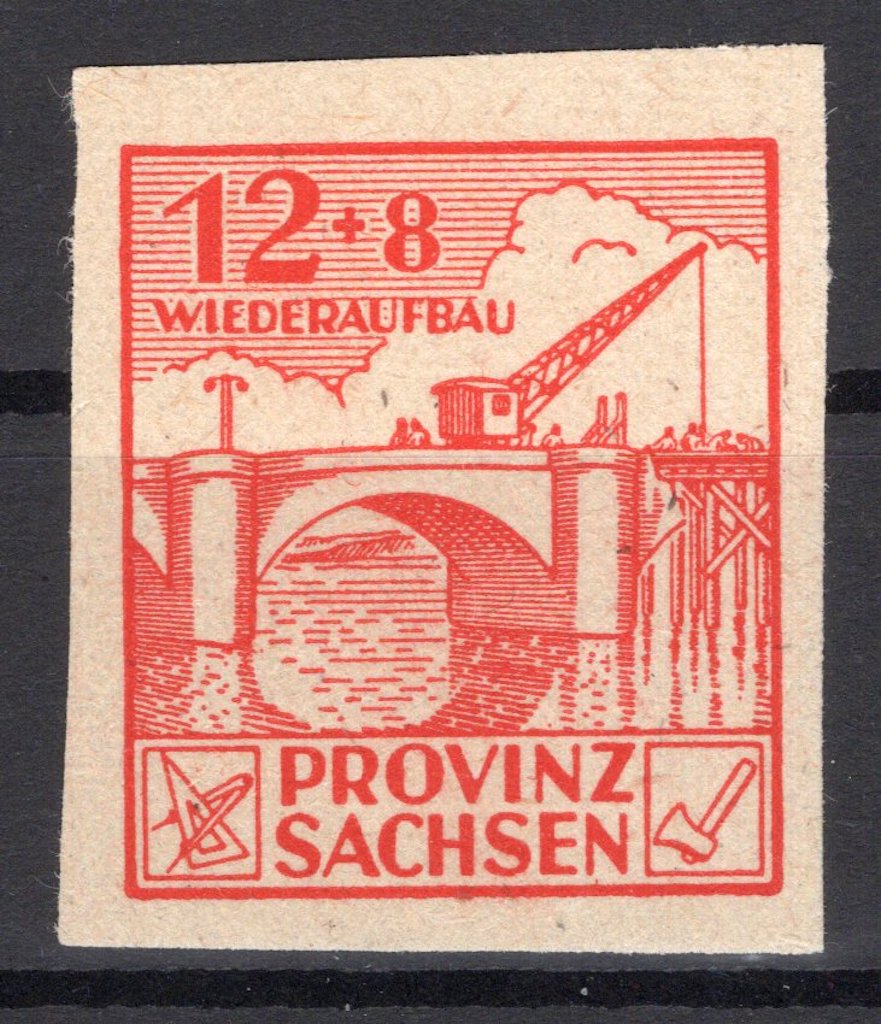 12+8
WIEDERAUFBAU
PROVINZ
SACHSEN